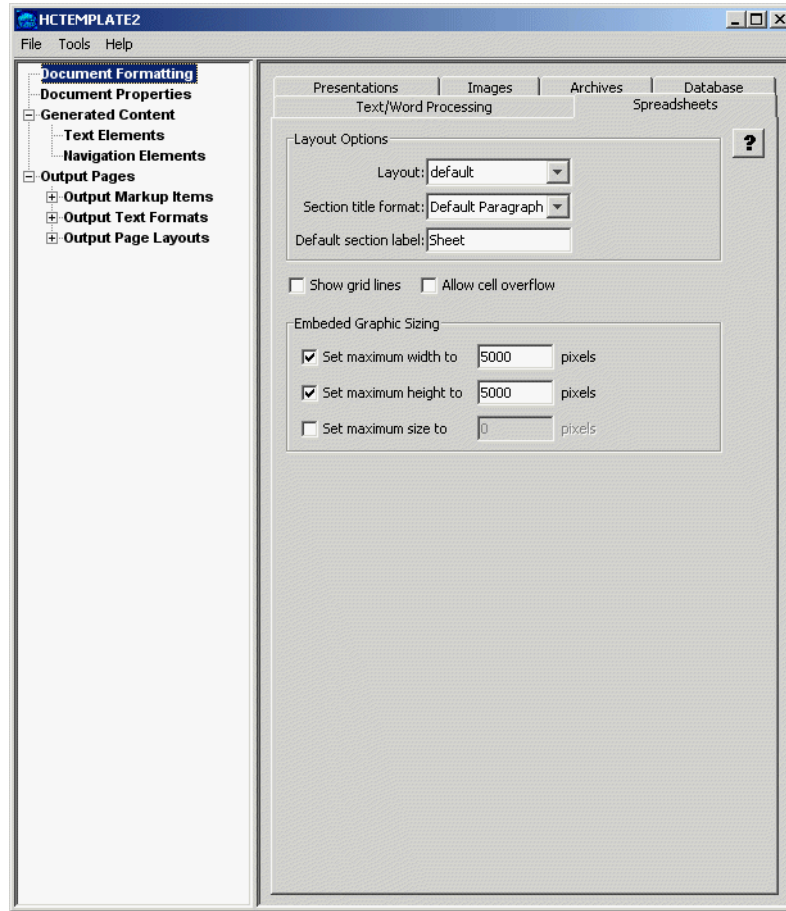 HCTEMPLATE2
File Tools Help
Document Formatting
Document Properties
Generated Content
Text Elements
Navigation Elements
Output Pages
Output Markup Items
Output Text Formats
Output Page Layouts
Presentations Images Archives Database
Text/Word Processing Spreadsheets
Layout Options
?
Layout: default
Section title format: Default Paragraph
Default section label: Sheet
Show grid lines Allow cell overflow
Embeded Graphic Sizing
Set maximum width to 5000 pixels
Set maximum height to 5000 pixels
Set maximum size to 0 pixels